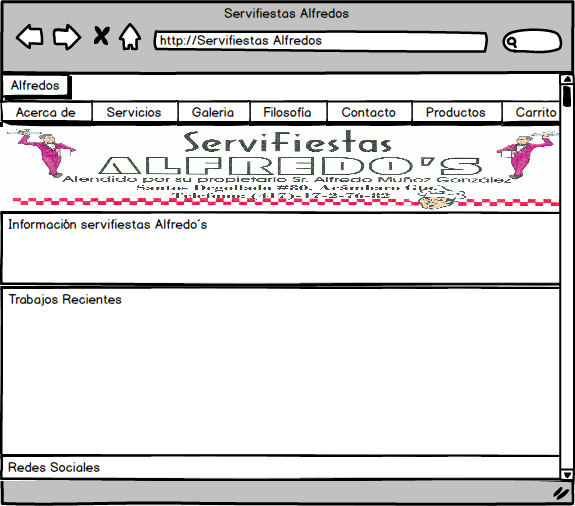 Servifiestas Alfredos
http://Servifiestas Alfredos
Alfredos
Acerca de Servicios Galeria Filosofía Contacto Productos Carrito
ServiFiestas
ALFREDO'S
Atendido por su propietario Sr. Alfredo Muñoz González
Santos Degollado #80, Acámbaro Gto.
Teléfono: (417)-17-2-76-82
Información servifiestas Alfredo´s
Trabajos Recientes
Redes Sociales